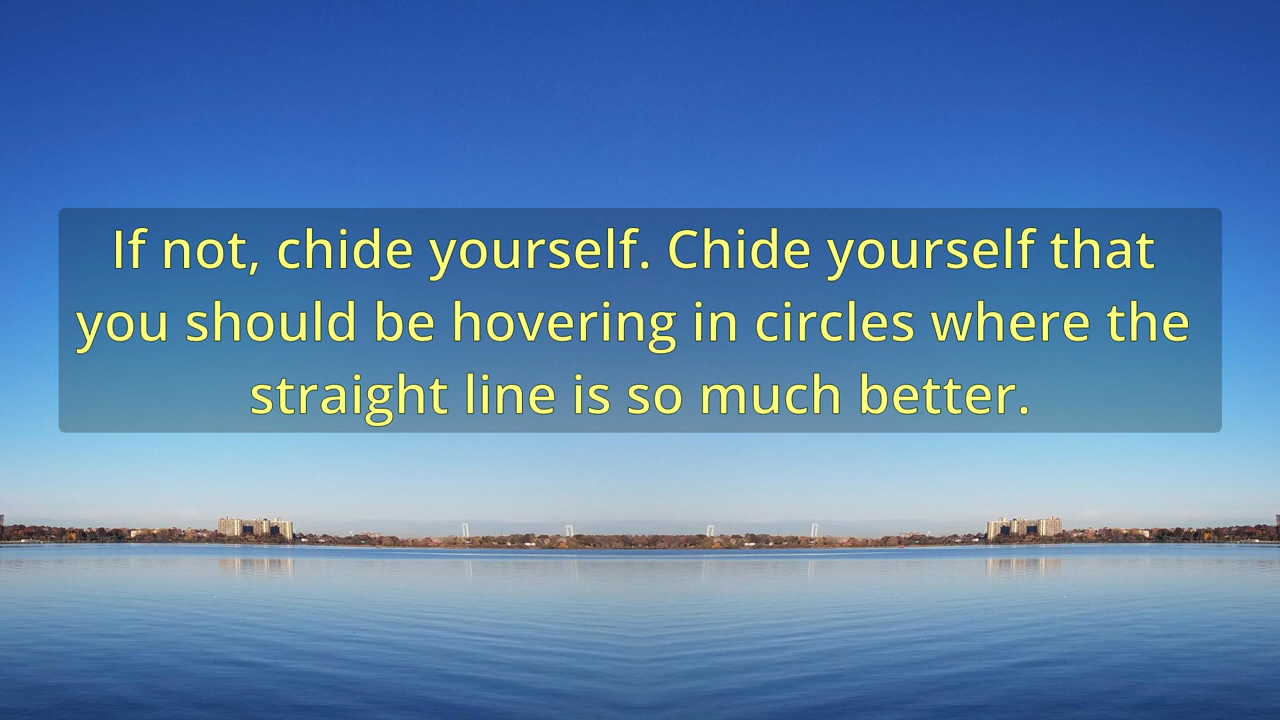 If not, chide yourself. Chide yourself that
you should be hovering in circles where the
straight line is so much better.